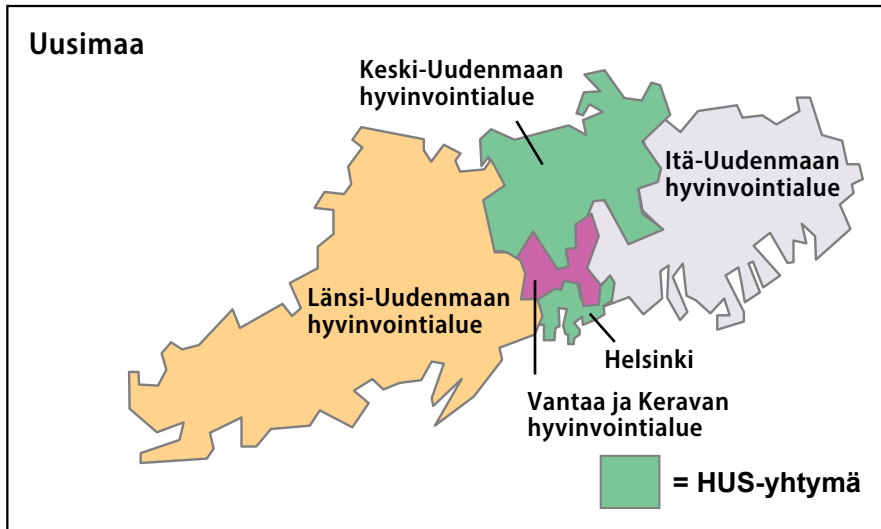 Uusimaa
Keski-Uudenmaan
hyvinvointialue
Itä-Uudenmaan
hyvinvointialue
Länsi-Uudenmaan
hyvinvointialue
Helsinki
Vantaa ja Keravan
hyvinvointialue
= HUS-yhtymä